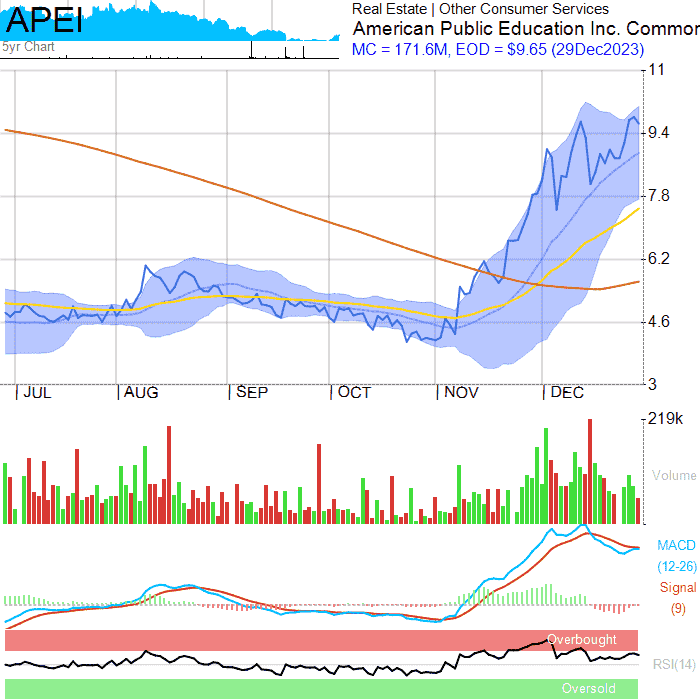 APEI
5yr Chart
Real Estate | Other Consumer Services
American Public Education Inc. Common
MC = 171.6M, EOD = $9.65 (29Dec2023)
11
9.4
7.8
6.2
4.6
3
JUL AUG SEP OCT NOV DEC
219k
Volume
MACD
(12-26)
Signal
(9)
Overbought
RSI(14)
Oversold